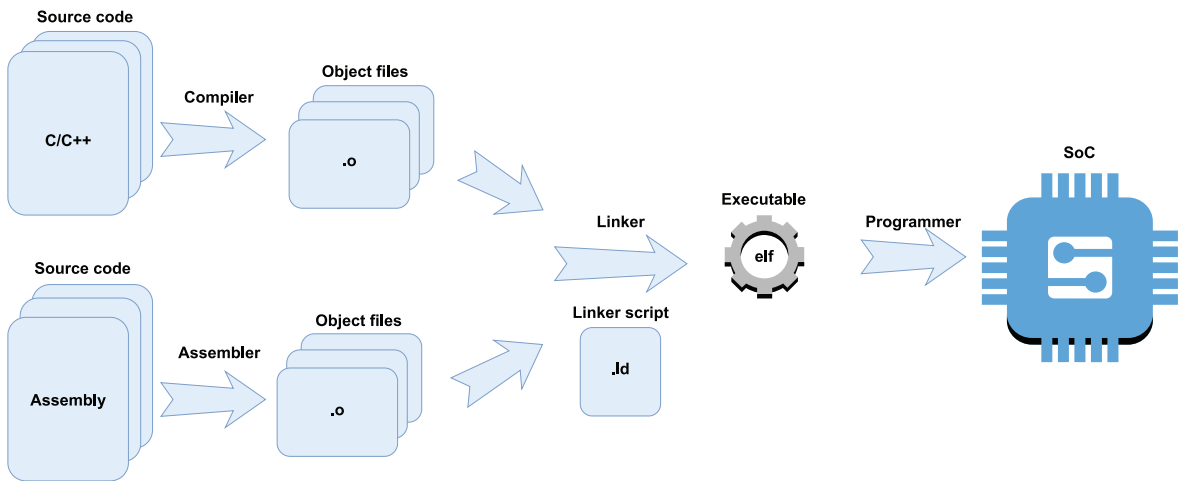 Source code
C/C++
Compiler
Object files
.o
Source code
Assembly
Assembler
Object files
.o
Linker
Linker script
.ld
Executable
elf
Programmer
SoC